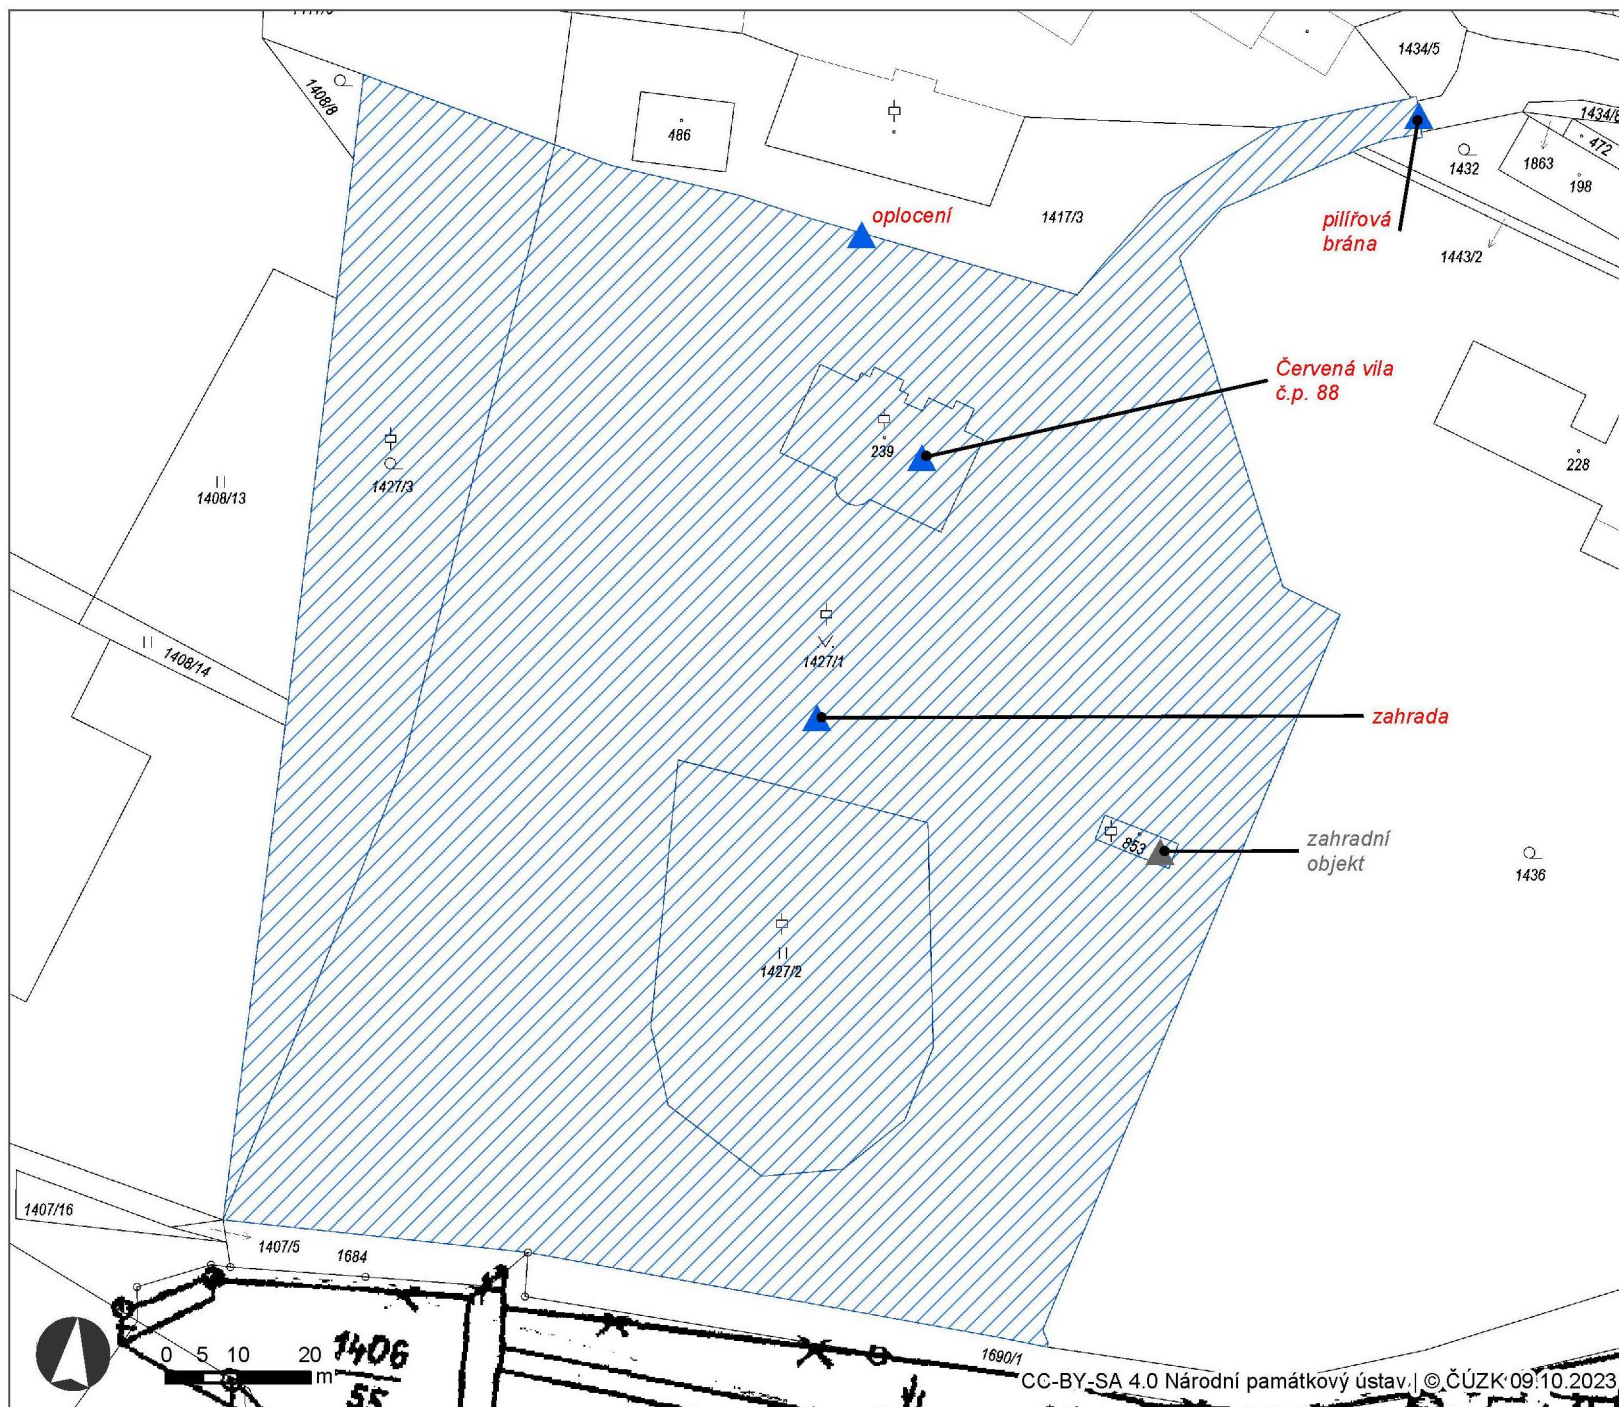 1434/5
1408/8
1434/8
486
472
1432
1863
198
oplocení
1417/3
pilířová
brána
1443/2
Červená vila
č.p. 88
239
228
1427/3
1408/13
1427/1
1408/14
zahrada
853
zahradní
objekt
1436
1427/2
1407/16
1407/5
1684
1406
55
1690/1
0 5 10 20
m
CC-BY-SA 4.0 Národní památkový ústav | © ČÚZK 09.10.2023